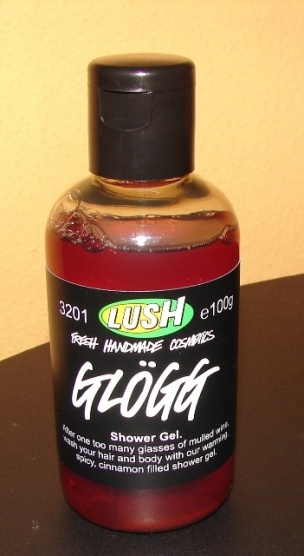 3201 LUSH e100g
FRESH HANDMADE COSMETICS
GLÖGG
Shower Gel.
After one too many glasses of mulled wine,
wash your hair and body with our warming,
spicy, cinnamon filled shower gel.